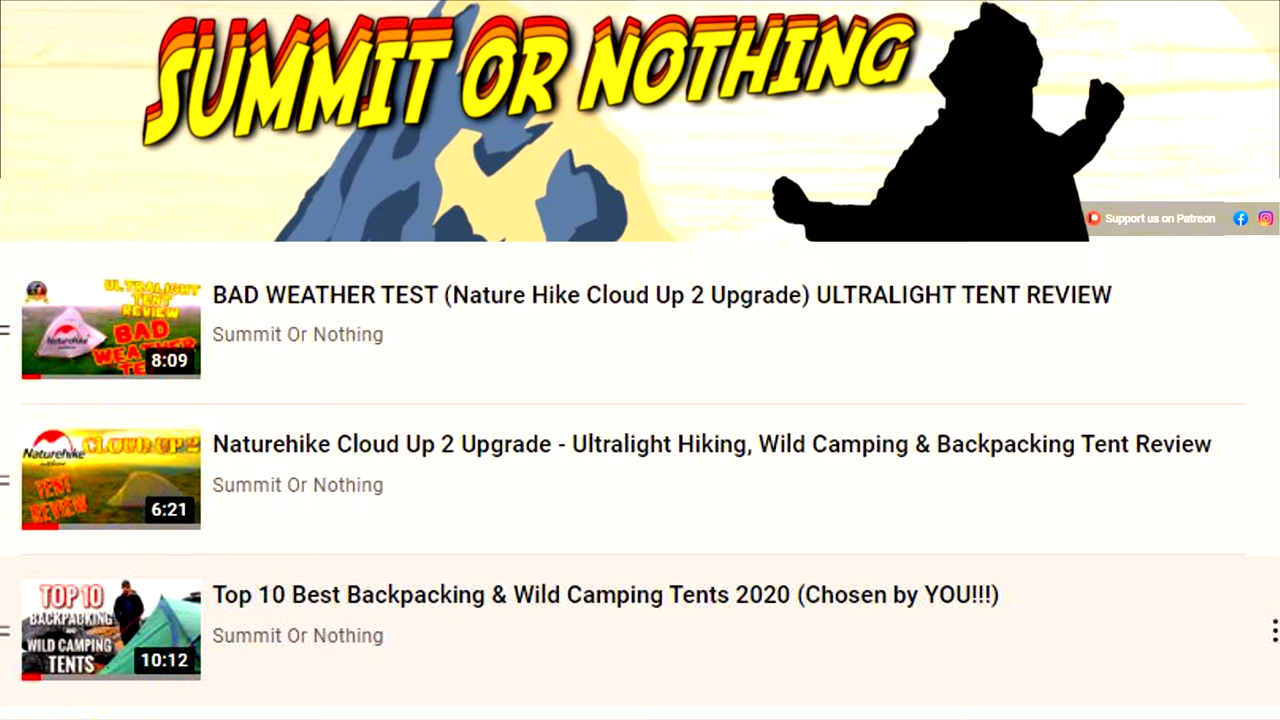 SUMMIT OR NOTHING
Support us on Patreon
ULTRALIGHT
TENT
REVIEW
Naturehike
BAD
WEATHER
TE
8:09
BAD WEATHER TEST (Nature Hike Cloud Up 2 Upgrade) ULTRALIGHT TENT REVIEW
Summit Or Nothing
Naturehike
CLOUD UP 2
TENT
REVIEW
6:21
Naturehike Cloud Up 2 Upgrade - Ultralight Hiking, Wild Camping & Backpacking Tent Review
Summit Or Nothing
TOP 10
BACKPACKING
WILD CAMPING
TENTS
10:12
Top 10 Best Backpacking & Wild Camping Tents 2020 (Chosen by YOU!!!)
Summit Or Nothing